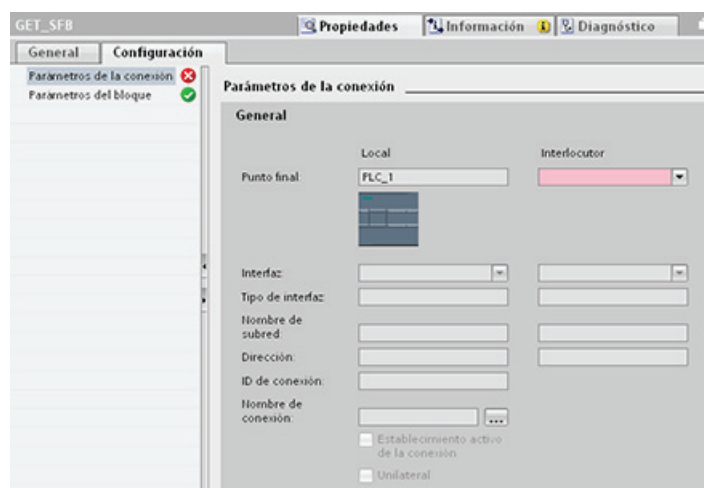 GET_SFB
Propiedades
Información
Diagnóstico
General
Configuración
Parámetros de la conexión
Parámetros del bloque
Parámetros de la conexión
General
Local
Interlocutor
Punto final:
PLC_1
Interfaz:
Tipo de interfaz:
Nombre de
subred:
Dirección:
ID de conexión:
Nombre de
conexión:
...
Establecimiento activo
de la conexión
Unilateral